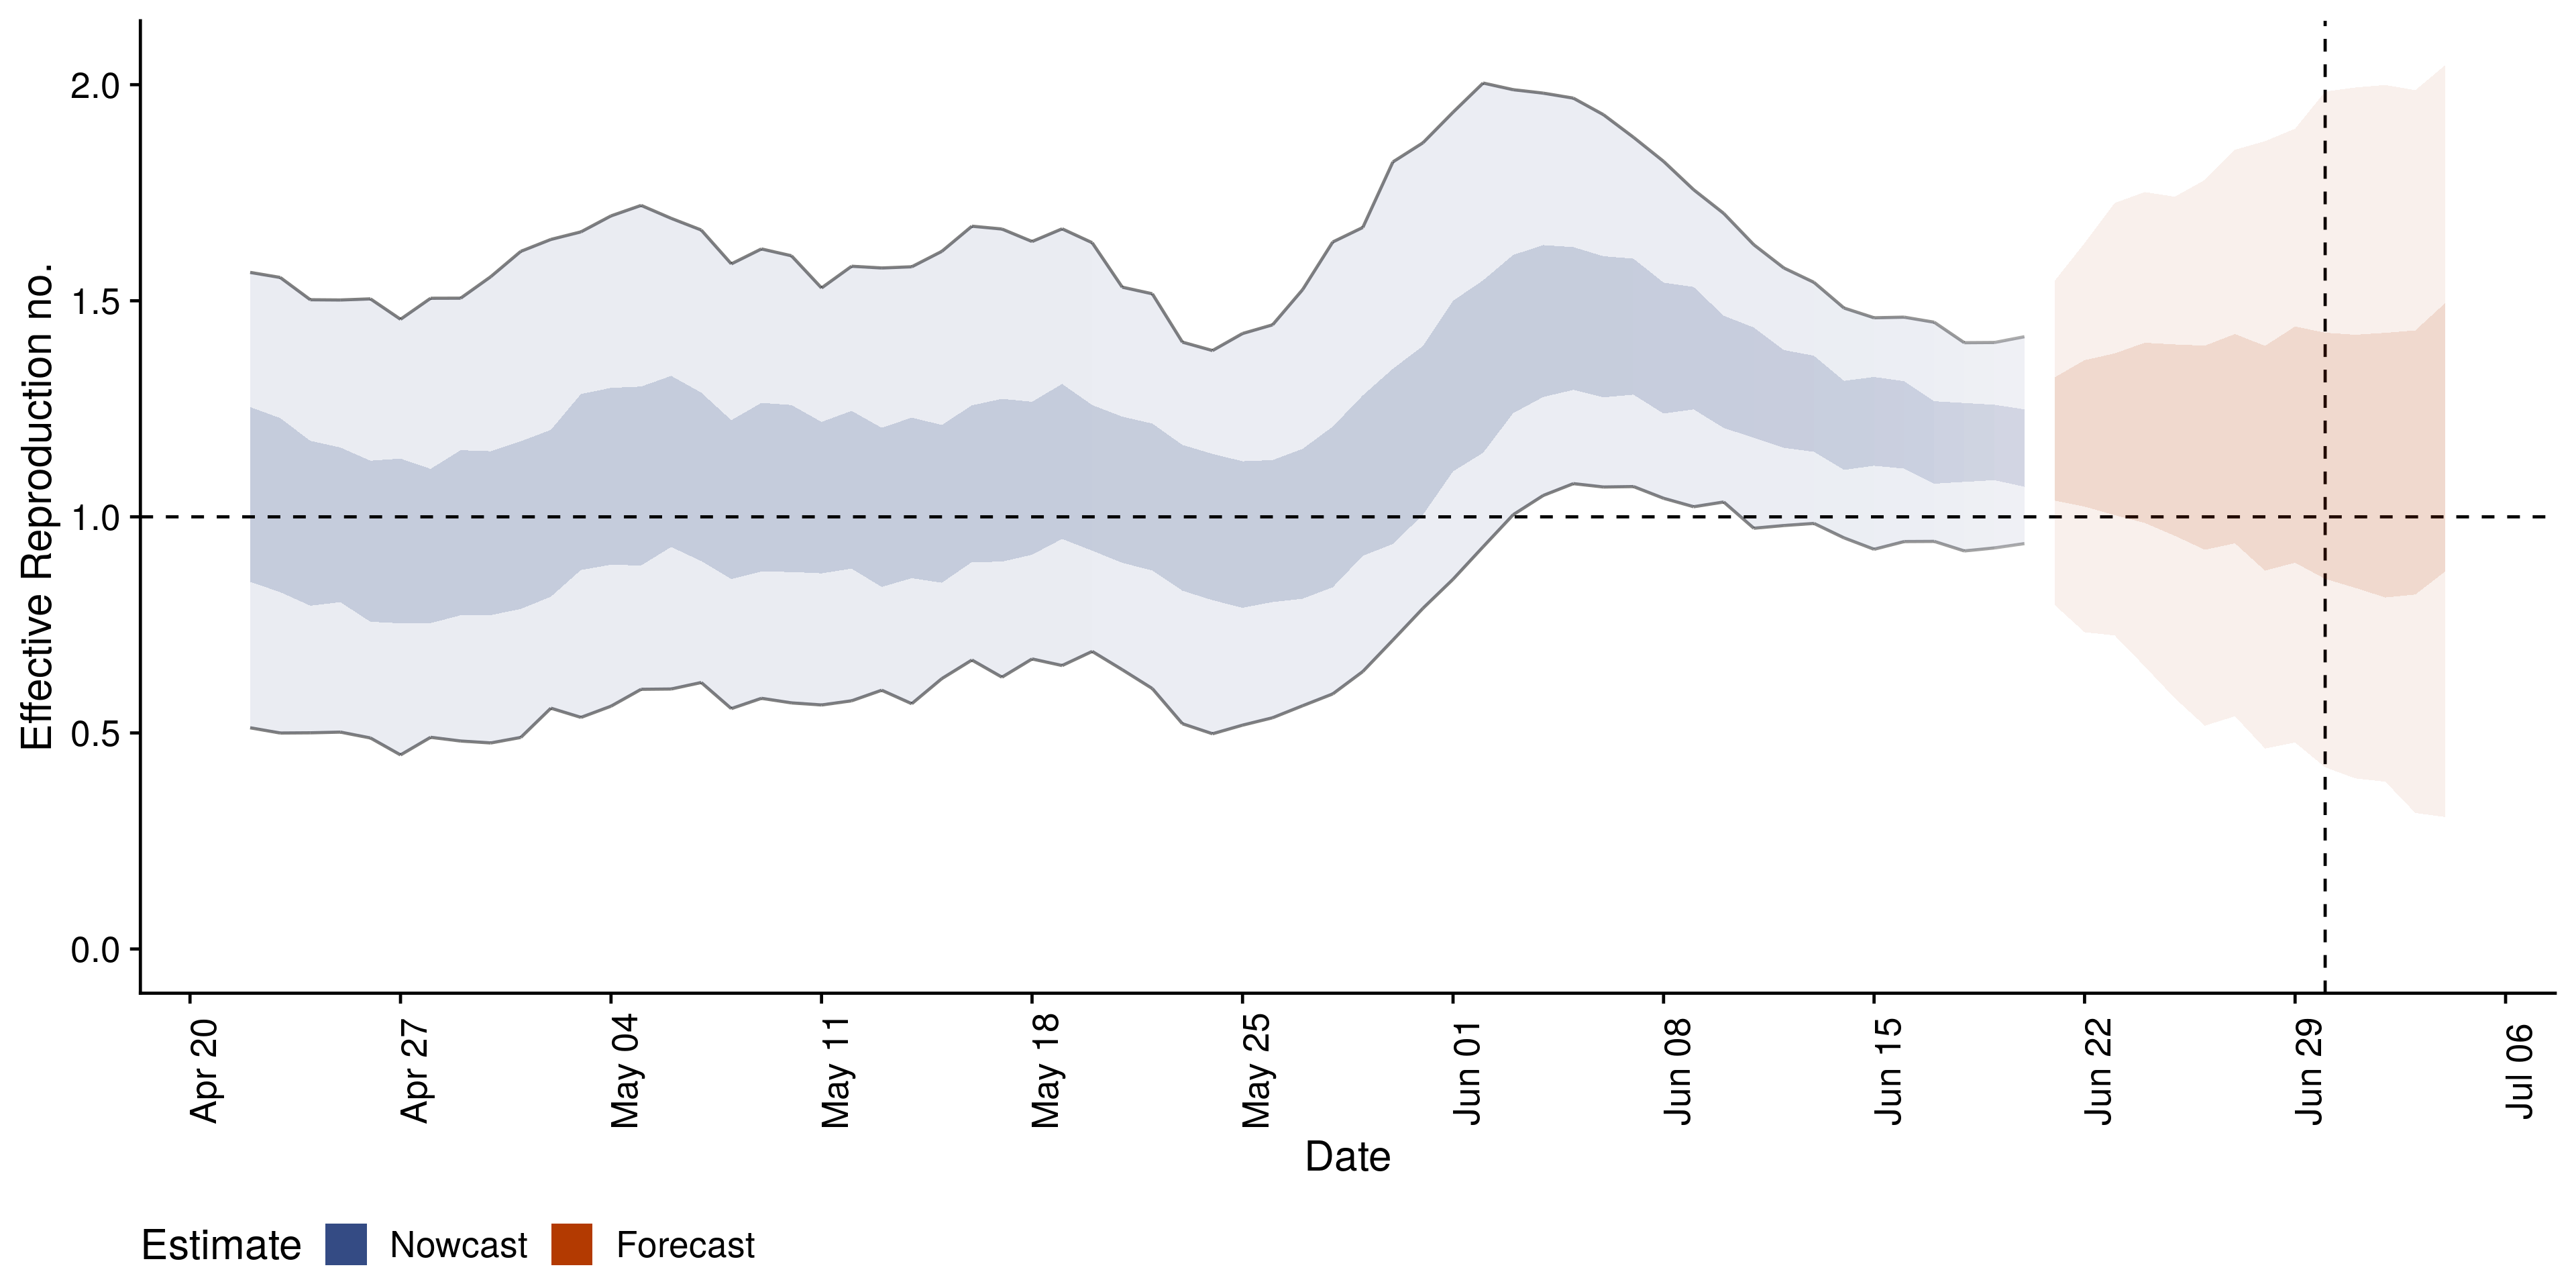 Effective Reproduction no.
2.0
1.5
1.0
0.5
0.0
Apr 20
Apr 27
May 04
May 11
May 18
May 25
Jun 01
Jun 08
Jun 15
Jun 22
Jun 29
Jul 06
Date
Estimate Nowcast Forecast